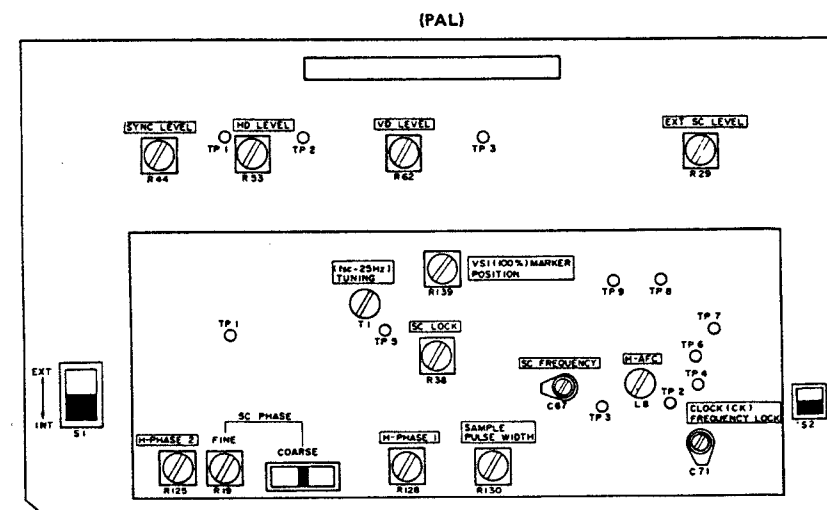 (PAL)
SYNC LEVEL
R44
TP 1
HD LEVEL
R53
TP 2
VD LEVEL
R62
TP 3
EXT SC LEVEL
R29
(fsc-25Hz)
TUNING
T1
VSI(100%)MARKER
POSITION
R139
TP 9
TP 8
TP 1
TP 5
SC LOCK
R38
TP 7
TP 6
SC FREQUENCY
C67
H-AFC
L8
TP 4
TP 2
TP 3
CLOCK(CK)
FREQUENCY LOCK
C71
EXT
INT
S1
S2
SC PHASE
H-PHASE 2
R125
FINE
R19
COARSE
H-PHASE 1
R128
SAMPLE
PULSE WIDTH
R130